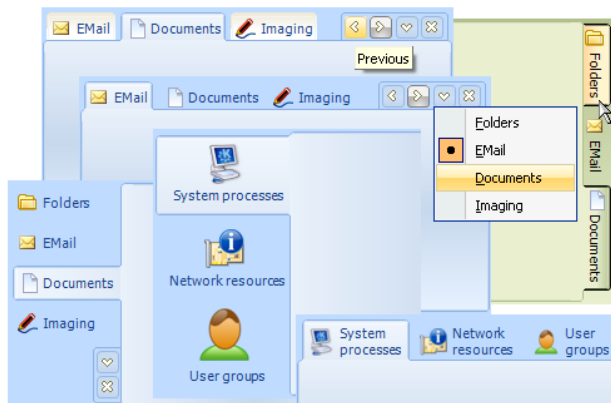 EMail Documents Imaging
Previous
Folders
EMail
Documents
EMail Documents Imaging
Folders
EMail
Documents
Imaging
System processes
Network resources
User groups
Folders
EMail
Documents
Imaging
System
processes
Network
resources
User
groups